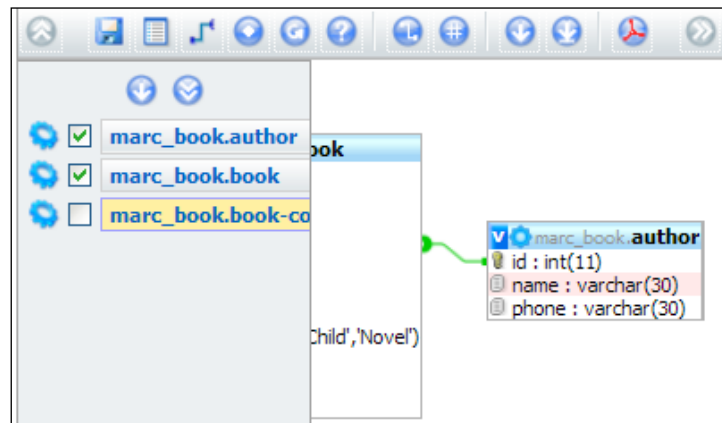 marc_book.author
marc_book.book
marc_book.book-co
ook
Child','Novel')
v marc_book.author
id : int(11)
name : varchar(30)
phone : varchar(30)